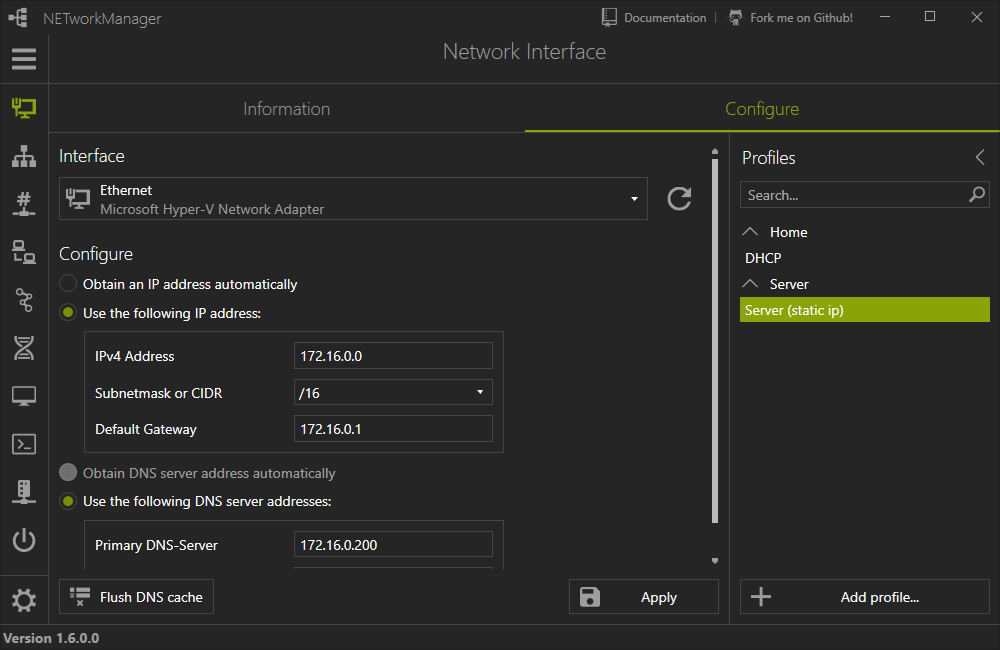 NETworkManager
Documentation
Fork me on Github!
Network Interface
Information
Configure
Interface
Ethernet
Microsoft Hyper-V Network Adapter
Configure
Obtain an IP address automatically
Use the following IP address:
IPv4 Address
172.16.0.0
Subnetmask or CIDR
/16
Default Gateway
172.16.0.1
Obtain DNS server address automatically
Use the following DNS server addresses:
Primary DNS-Server
172.16.0.200
Flush DNS cache
Apply
Profiles
Search...
Home
DHCP
Server
Server (static ip)
Add profile...
Version 1.6.0.0